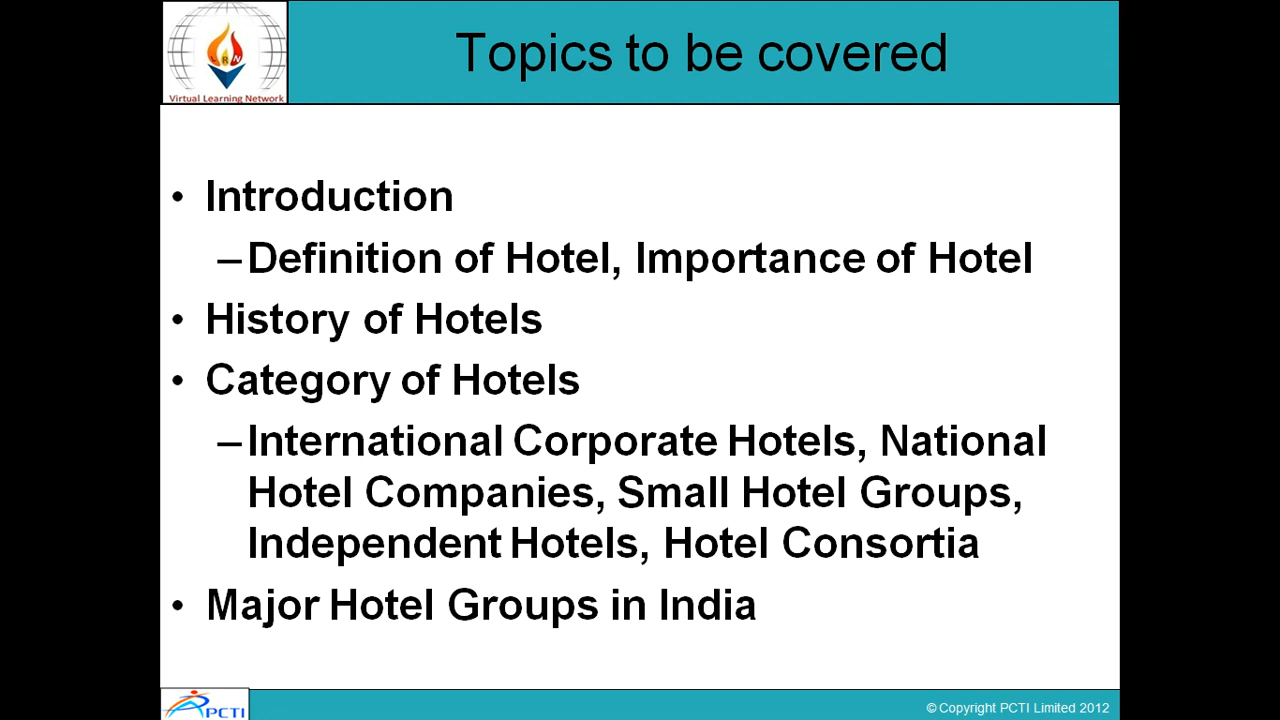 Topics to be covered
Virtual Learning Network
• Introduction
–Definition of Hotel, Importance of Hotel
• History of Hotels
• Category of Hotels
–International Corporate Hotels, National
Hotel Companies, Small Hotel Groups,
Independent Hotels, Hotel Consortia
• Major Hotel Groups in India
PCTI
© Copyright PCTI Limited 2012